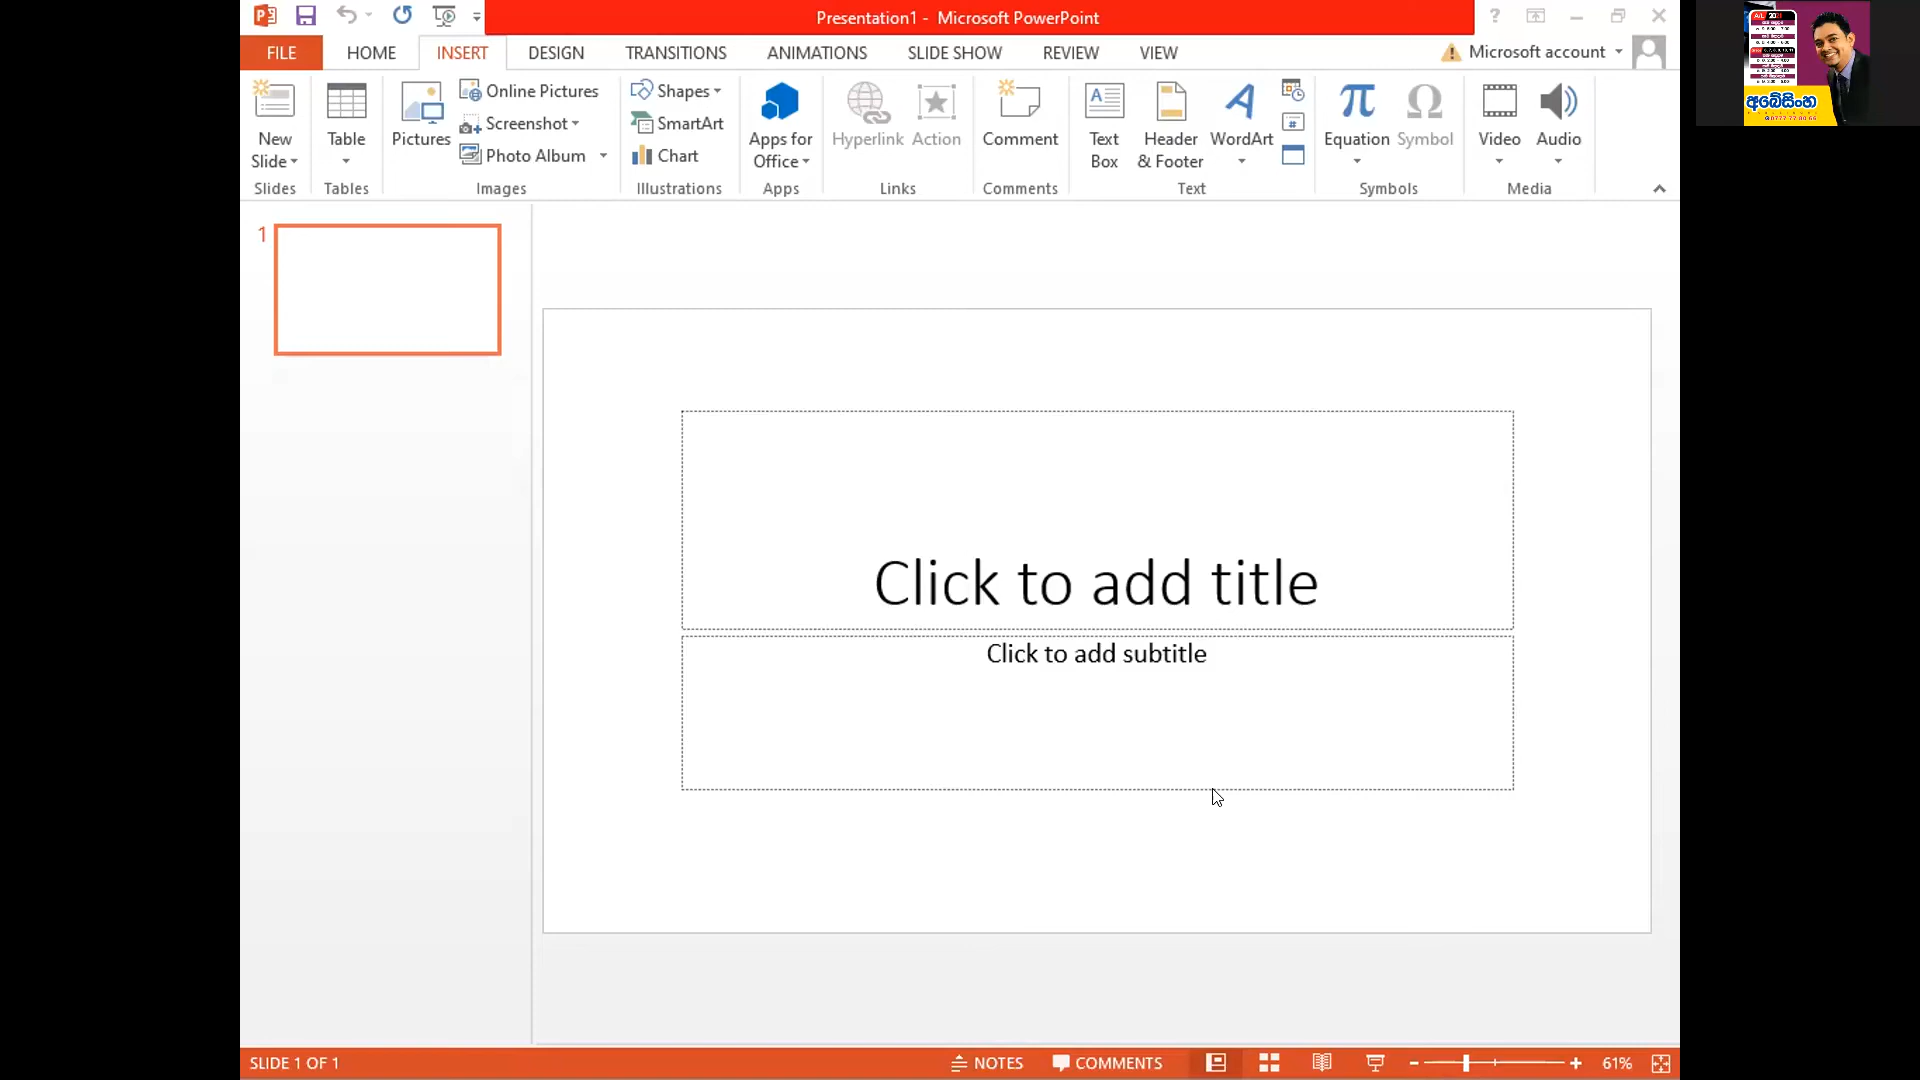 Presentation1 - Microsoft PowerPoint
FILE HOME INSERT DESIGN TRANSITIONS ANIMATIONS SLIDE SHOW REVIEW VIEW Microsoft account
New Slide
Table
Pictures
Online Pictures
Screenshot
Photo Album
Shapes
SmartArt
Chart
Apps for Office
Hyperlink
Action
Comment
Text Box
Header & Footer
WordArt
Equation
Symbol
Video
Audio
Slides Tables Images Illustrations Apps Links Comments Text Symbols Media
1
Click to add title
Click to add subtitle
SLIDE 1 OF 1 NOTES COMMENTS 61%
A/L
අබේසිංහ